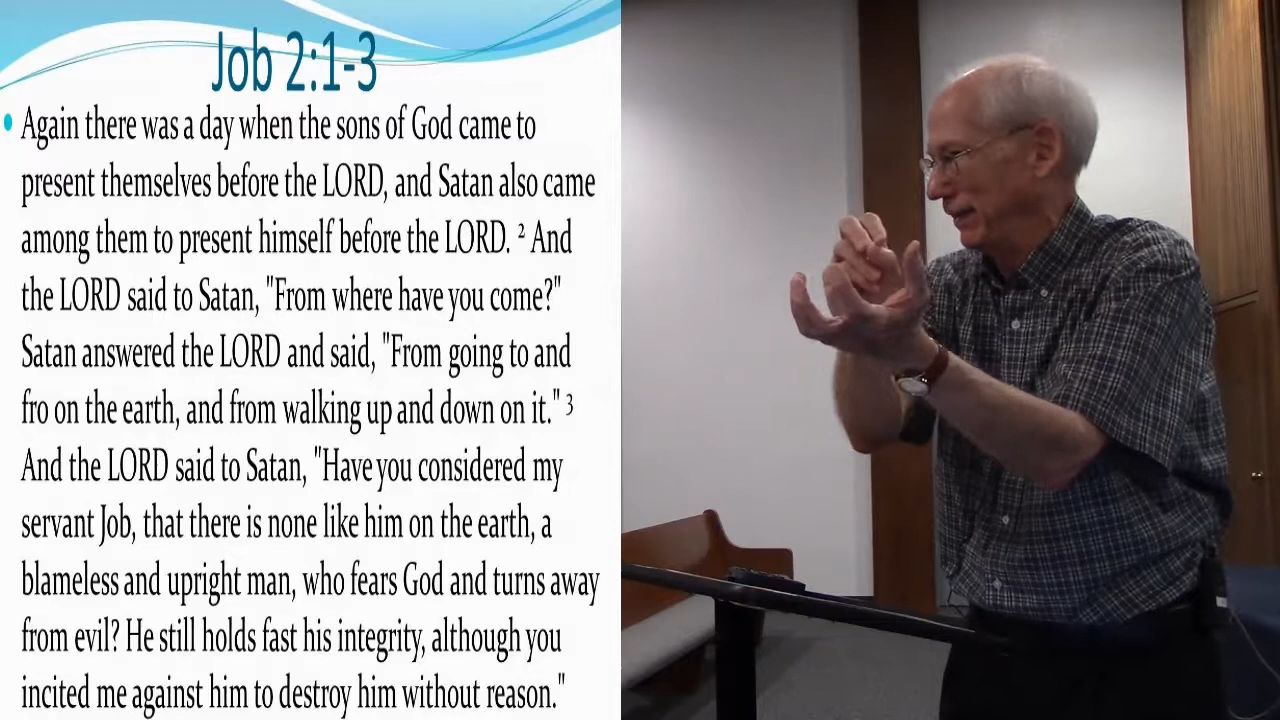 Job 2:1-3
• Again there was a day when the sons of God came to
present themselves before the LORD, and Satan also came
among them to present himself before the LORD. ² And
the LORD said to Satan, "From where have you come?"
Satan answered the LORD and said, "From going to and
fro on the earth, and from walking up and down on it." ³
And the LORD said to Satan, "Have you considered my
servant Job, that there is none like him on the earth, a
blameless and upright man, who fears God and turns away
from evil? He still holds fast his integrity, although you
incited me against him to destroy him without reason."